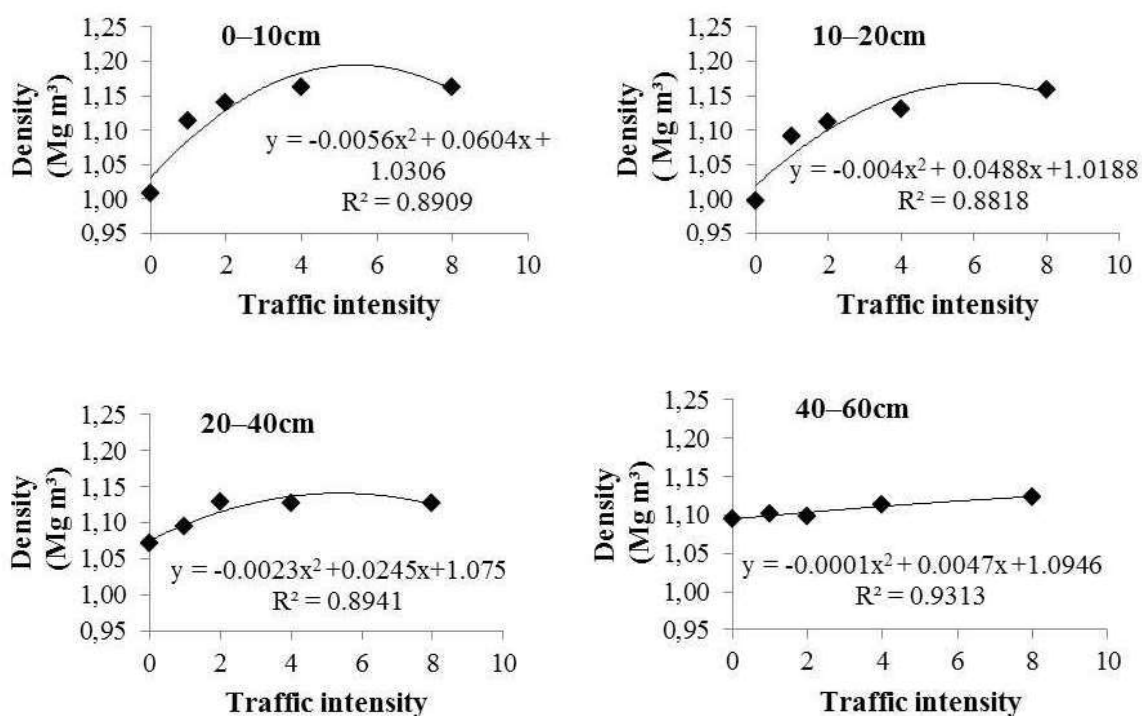 0–10cm
Density
(Mg m³)
1,25
1,20
1,15
1,10
1,05
1,00
0,95
y = -0.0056x² + 0.0604x +
1.0306
R² = 0.8909
0 2 4 6 8 10
Traffic intensity
10–20cm
Density
( Mg m³)
1,25
1,20
1,15
1,10
1,05
1,00
0,95
y = -0.004x² + 0.0488x +1.0188
R² = 0.8818
0 2 4 6 8 10
Traffic intensity
20–40cm
Density
(Mg m³)
1,25
1,20
1,15
1,10
1,05
1,00
0,95
y = -0.0023x² +0.0245x+1.075
R² = 0.8941
0 2 4 6 8 10
Traffic intensity
40–60cm
Density
(Mg m³)
1,25
1,20
1,15
1,10
1,05
1,00
0,95
y = -0.0001x² + 0.0047x +1.0946
R² = 0.9313
0 2 4 6 8 10
Traffic intensity